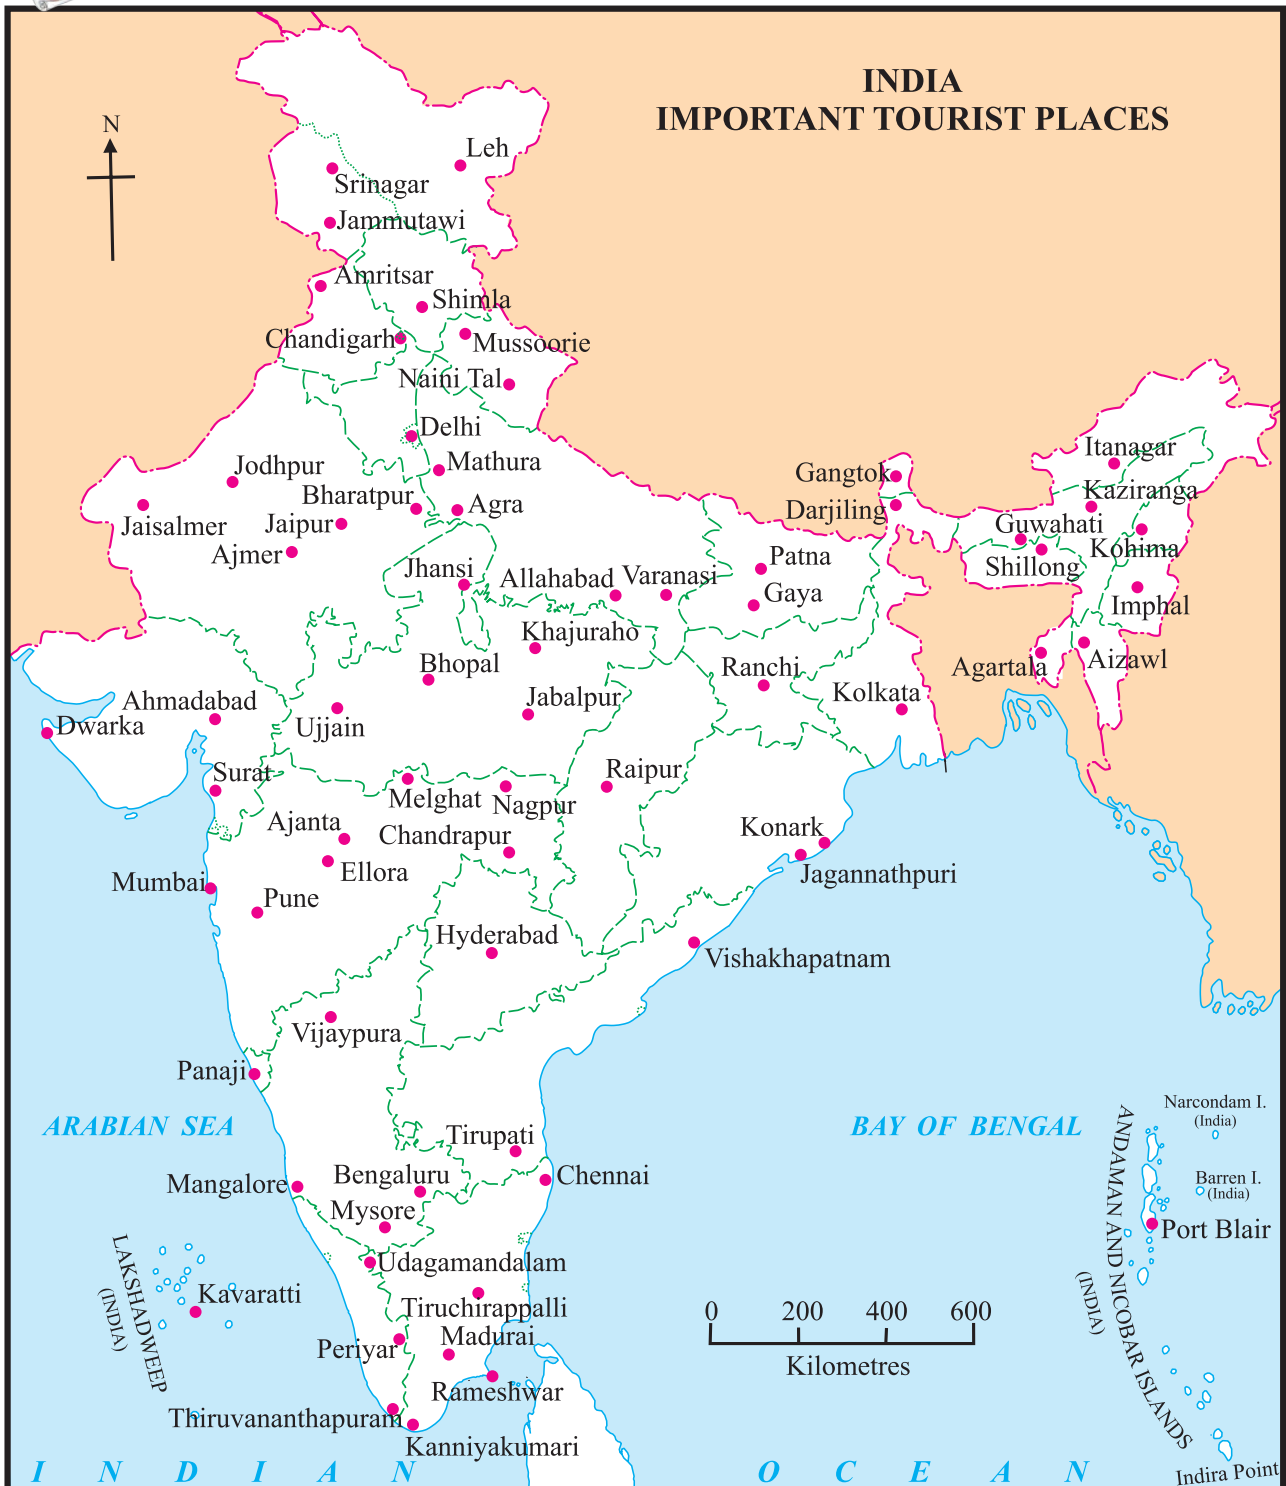 INDIA
IMPORTANT TOURIST PLACES
N
Leh
Srinagar
Jammutawi
Amritsar
Shimla
Chandigarh
Mussoorie
Naini Tal
Delhi
Mathura
Jodhpur
Bharatpur
Agra
Jaisalmer
Jaipur
Ajmer
Gangtok
Darjiling
Itanagar
Kaziranga
Guwahati
Kohima
Shillong
Imphal
Patna
Gaya
Jhansi
Allahabad
Varanasi
Khajuraho
Bhopal
Ranchi
Agartala
Aizawl
Kolkata
Ahmadabad
Jabalpur
Dwarka
Ujjain
Surat
Raipur
Melghat
Nagpur
Ajanta
Chandrapur
Konark
Ellora
Jagannathpuri
Mumbai
Pune
Hyderabad
Vishakhapatnam
Vijaypura
Panaji
ARABIAN SEA
BAY OF BENGAL
Narcondam I.
(India)
Tirupati
Bengaluru
Chennai
Mangalore
Barren I.
(India)
Mysore
Port Blair
ANDAMAN AND NICOBAR ISLANDS
(INDIA)
Udagamandalam
LAKSHADWEEP
(INDIA)
Kavaratti
Tiruchirappalli
0 200 400 600
Kilometres
Periyar
Madurai
Rameshwar
Thiruvananthapuram
Kanniyakumari
INDIAN OCEAN
Indira Point